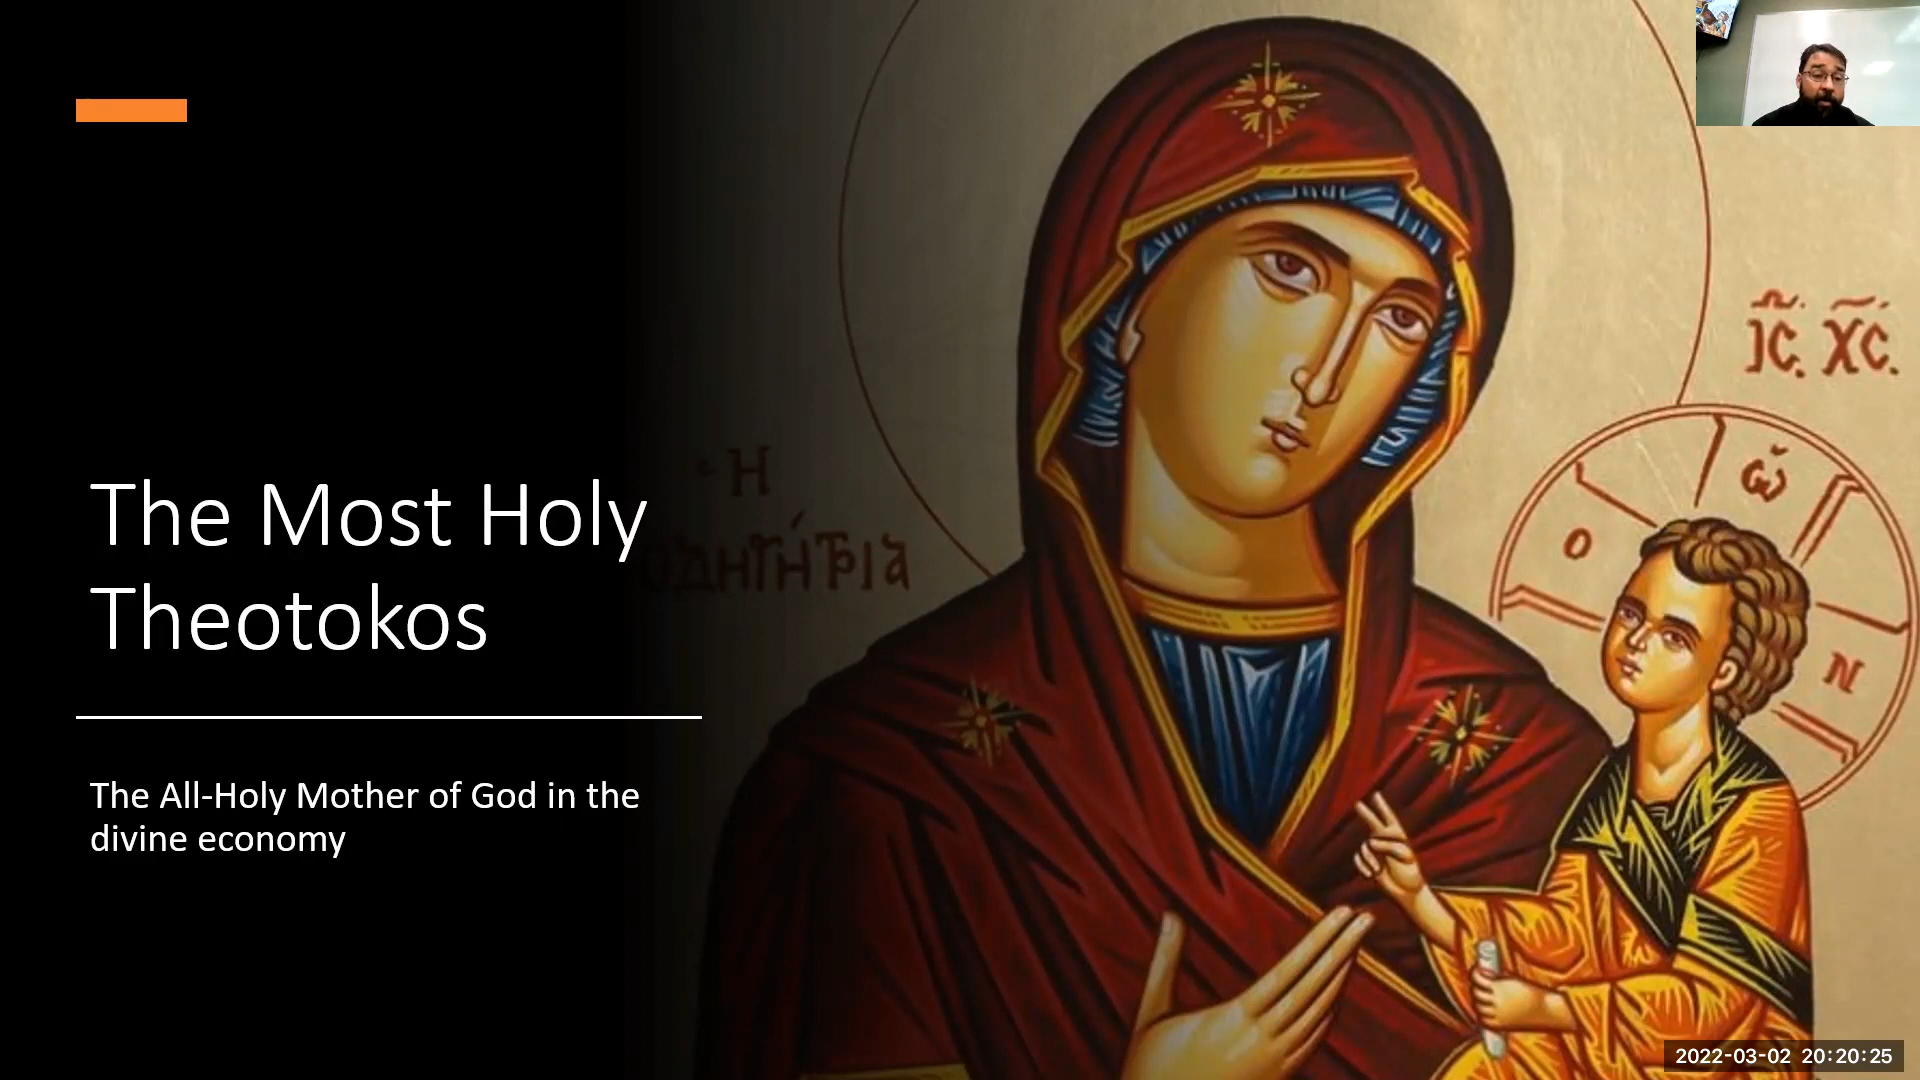 The Most Holy
Theotokos
The All-Holy Mother of God in the
divine economy
Ἡ
ὉΔΗΓΉΤΡΙΑ
ΙC. ΧC.
Ο
ὤ
Ν
2022-03-02 20:20:25